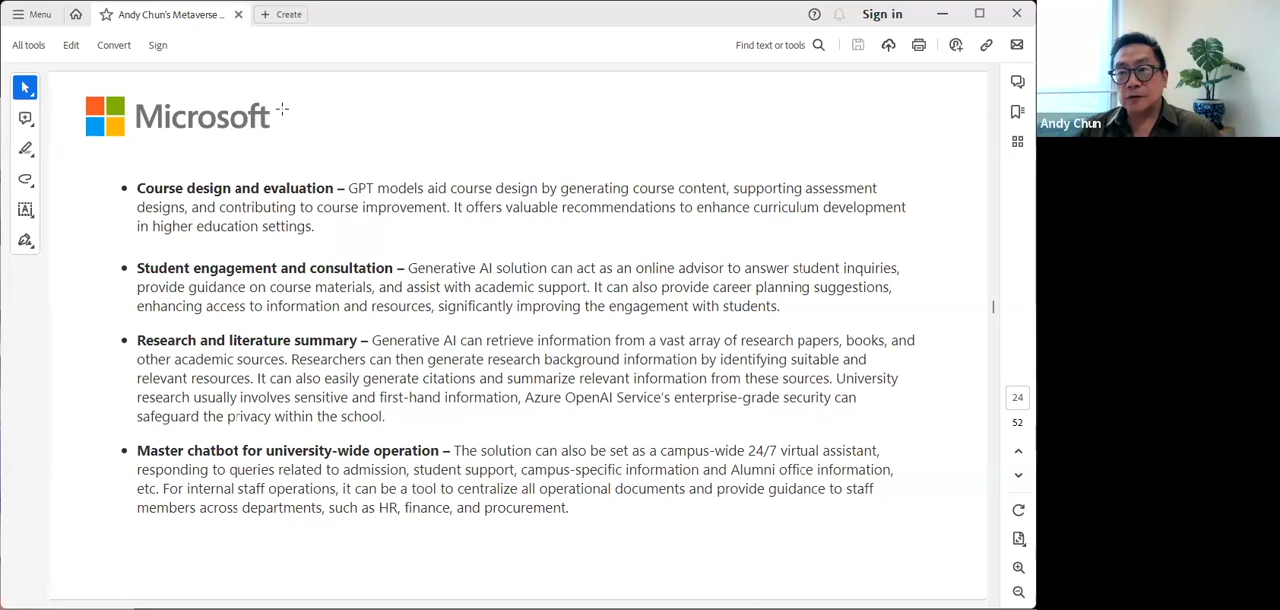 Menu
Andy Chun's Metaverse ...
Create
Sign in
All tools
Edit
Convert
Sign
Find text or tools
Andy Chun
Microsoft
• Course design and evaluation – GPT models aid course design by generating course content, supporting assessment
designs, and contributing to course improvement. It offers valuable recommendations to enhance curriculum development
in higher education settings.
• Student engagement and consultation – Generative AI solution can act as an online advisor to answer student inquiries,
provide guidance on course materials, and assist with academic support. It can also provide career planning suggestions,
enhancing access to information and resources, significantly improving the engagement with students.
• Research and literature summary – Generative AI can retrieve information from a vast array of research papers, books, and
other academic sources. Researchers can then generate research background information by identifying suitable and
relevant resources. It can also easily generate citations and summarize relevant information from these sources. University
research usually involves sensitive and first-hand information, Azure OpenAI Service's enterprise-grade security can
safeguard the privacy within the school.
• Master chatbot for university-wide operation – The solution can also be set as a campus-wide 24/7 virtual assistant,
responding to queries related to admission, student support, campus-specific information and Alumni office information,
etc. For internal staff operations, it can be a tool to centralize all operational documents and provide guidance to staff
members across departments, such as HR, finance, and procurement.
24
52